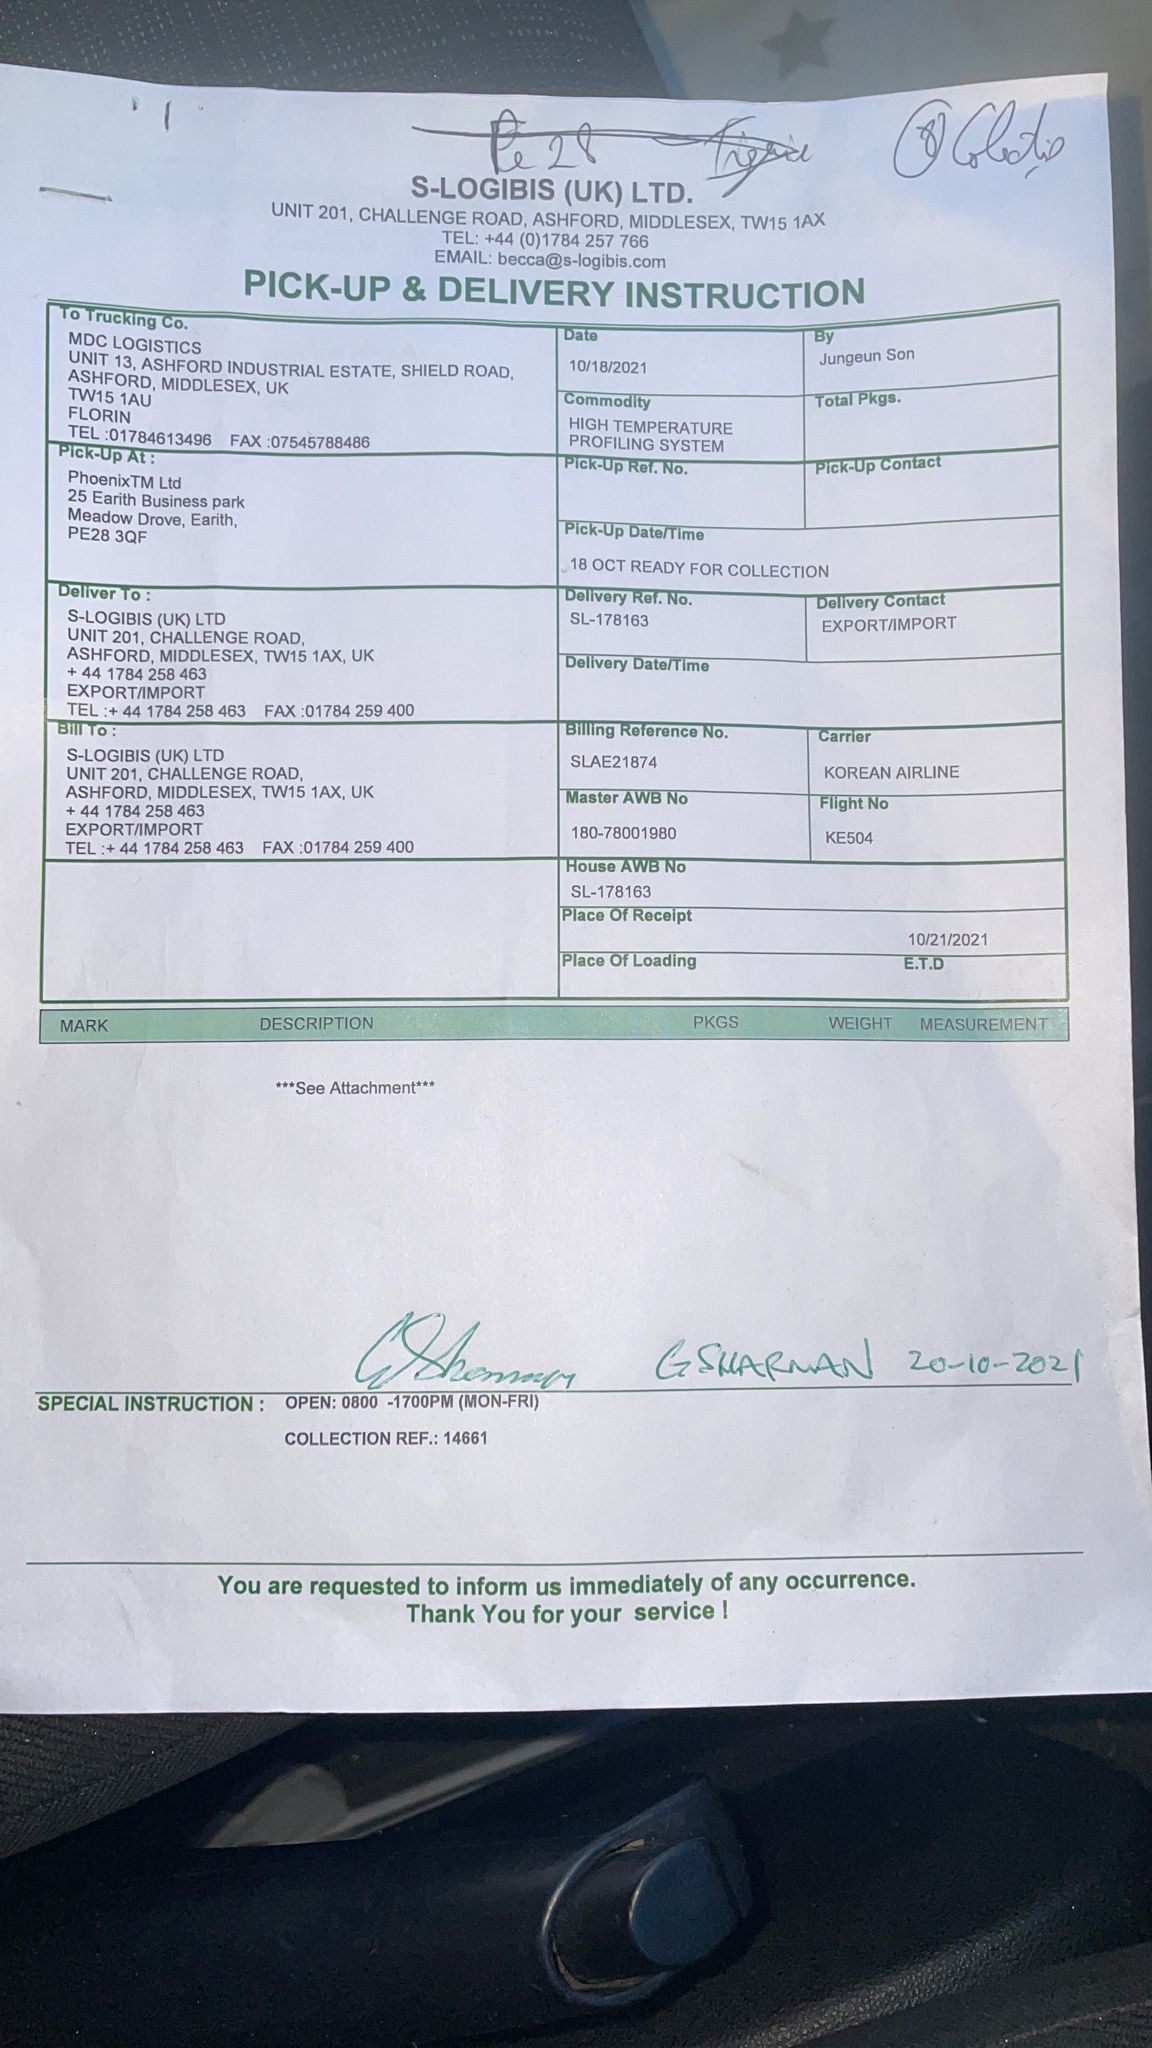 Pe 28
S-LOGIBIS (UK) LTD.
UNIT 201, CHALLENGE ROAD, ASHFORD, MIDDLESEX, TW15 1AX
TEL: +44 (0)1784 257 766
EMAIL: becca@s-logibis.com
PICK-UP & DELIVERY INSTRUCTION
To Trucking Co.
MDC LOGISTICS
UNIT 13, ASHFORD INDUSTRIAL ESTATE, SHIELD ROAD,
ASHFORD, MIDDLESEX, UK
TW15 1AU
FLORIN
TEL :01784613496 FAX :07545788486
Date
10/18/2021
By
Jungeun Son
Commodity
HIGH TEMPERATURE
PROFILING SYSTEM
Total Pkgs.
Pick-Up At :
PhoenixTM Ltd
25 Earith Business park
Meadow Drove, Earith,
PE28 3QF
Pick-Up Ref. No.
Pick-Up Contact
Pick-Up Date/Time
18 OCT READY FOR COLLECTION
Deliver To :
S-LOGIBIS (UK) LTD
UNIT 201, CHALLENGE ROAD,
ASHFORD, MIDDLESEX, TW15 1AX, UK
+ 44 1784 258 463
EXPORT/IMPORT
TEL :+ 44 1784 258 463 FAX :01784 259 400
Delivery Ref. No.
SL-178163
Delivery Contact
EXPORT/IMPORT
Delivery Date/Time
Bill To :
S-LOGIBIS (UK) LTD
UNIT 201, CHALLENGE ROAD,
ASHFORD, MIDDLESEX, TW15 1AX, UK
+ 44 1784 258 463
EXPORT/IMPORT
TEL :+ 44 1784 258 463 FAX :01784 259 400
Billing Reference No.
SLAE21874
Carrier
KOREAN AIRLINE
Master AWB No
180-78001980
Flight No
KE504
House AWB No
SL-178163
Place Of Receipt
10/21/2021
Place Of Loading E.T.D
MARK DESCRIPTION PKGS WEIGHT MEASUREMENT
***See Attachment***
G SHARMAN 20-10-2021
SPECIAL INSTRUCTION : OPEN: 0800 -1700PM (MON-FRI)
COLLECTION REF.: 14661
You are requested to inform us immediately of any occurrence.
Thank You for your service !